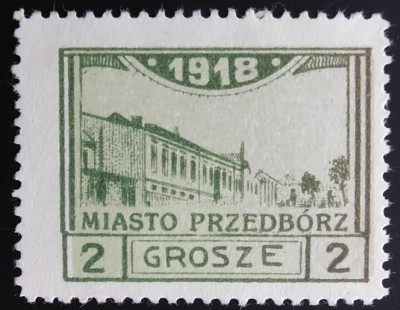 · 1918 ·
MIASTO PRZEDBÓRZ
2 GROSZE 2